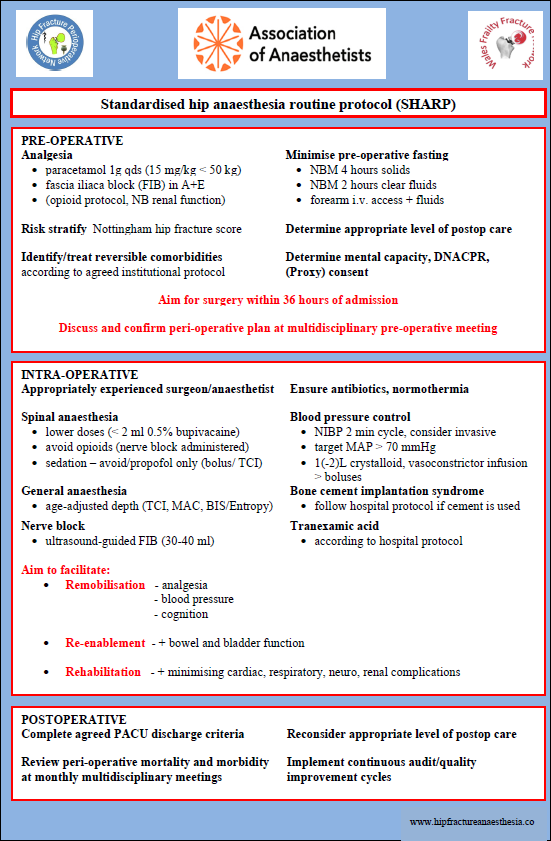 Hip Fracture Perioperative Network
Association
of Anaesthetists
Wales Frailty Fracture Network
Standardised hip anaesthesia routine protocol (SHARP)
PRE-OPERATIVE
Analgesia
• paracetamol 1g qds (15 mg/kg < 50 kg)
• fascia iliaca block (FIB) in A+E
• (opioid protocol, NB renal function)
Minimise pre-operative fasting
• NBM 4 hours solids
• NBM 2 hours clear fluids
• forearm i.v. access + fluids
Risk stratify Nottingham hip fracture score
Determine appropriate level of postop care
Identify/treat reversible comorbidities
according to agreed institutional protocol
Determine mental capacity, DNACPR,
(Proxy) consent
Aim for surgery within 36 hours of admission
Discuss and confirm peri-operative plan at multidisciplinary pre-operative meeting
INTRA-OPERATIVE
Appropriately experienced surgeon/anaesthetist
Ensure antibiotics, normothermia
Spinal anaesthesia
• lower doses (< 2 ml 0.5% bupivacaine)
• avoid opioids (nerve block administered)
• sedation – avoid/propofol only (bolus/ TCI)
Blood pressure control
• NIBP 2 min cycle, consider invasive
• target MAP > 70 mmHg
• 1(-2)L crystalloid, vasoconstrictor infusion
> boluses
General anaesthesia
• age-adjusted depth (TCI, MAC, BIS/Entropy)
Bone cement implantation syndrome
• follow hospital protocol if cement is used
Nerve block
• ultrasound-guided FIB (30-40 ml)
Tranexamic acid
• according to hospital protocol
Aim to facilitate:
• Remobilisation - analgesia
- blood pressure
- cognition
• Re-enablement - + bowel and bladder function
• Rehabilitation - + minimising cardiac, respiratory, neuro, renal complications
POSTOPERATIVE
Complete agreed PACU discharge criteria
Reconsider appropriate level of postop care
Review peri-operative mortality and morbidity
at monthly multidisciplinary meetings
Implement continuous audit/quality
improvement cycles
www.hipfractureanaesthesia.co